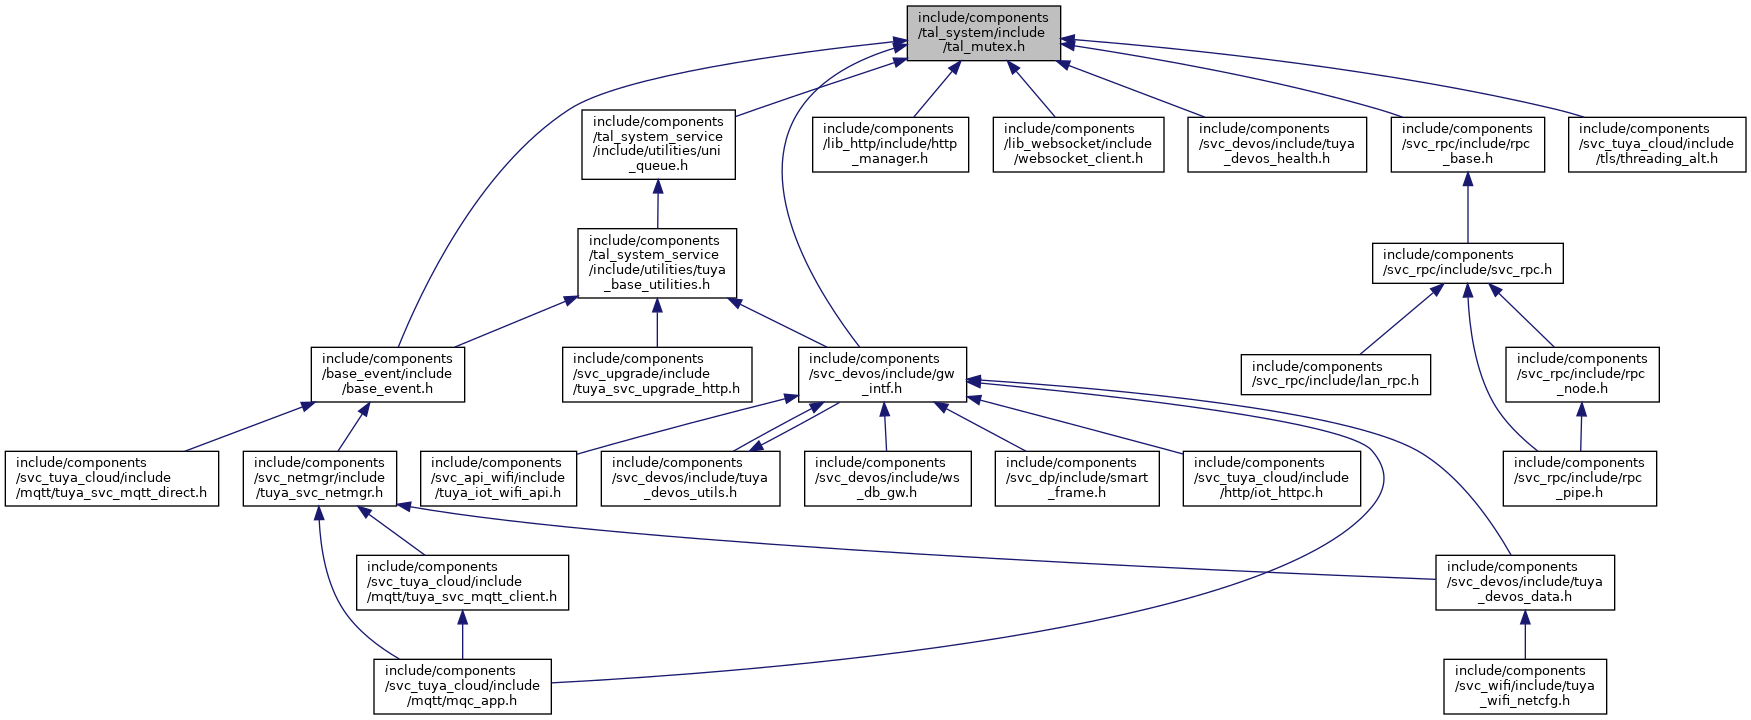 include/components
/tal_system/include
/tal_mutex.h
include/components
/tal_system_service
/include/utilities/uni
_queue.h
include/components
/lib_http/include/http
_manager.h
include/components
/lib_websocket/include
/websocket_client.h
include/components
/svc_devos/include/tuya
_devos_health.h
include/components
/svc_rpc/include/rpc
_base.h
include/components
/svc_tuya_cloud/include
/tls/threading_alt.h
include/components
/tal_system_service
/include/utilities/tuya
_base_utilities.h
include/components
/svc_rpc/include/svc_rpc.h
include/components
/base_event/include
/base_event.h
include/components
/svc_upgrade/include
/tuya_svc_upgrade_http.h
include/components
/svc_devos/include/gw
_intf.h
include/components
/svc_rpc/include/lan_rpc.h
include/components
/svc_rpc/include/rpc
_node.h
include/components
/svc_tuya_cloud/include
/mqtt/tuya_svc_mqtt_direct.h
include/components
/svc_netmgr/include
/tuya_svc_netmgr.h
include/components
/svc_api_wifi/include
/tuya_iot_wifi_api.h
include/components
/svc_devos/include/tuya
_devos_utils.h
include/components
/svc_devos/include/ws
_db_gw.h
include/components
/svc_dp/include/smart
_frame.h
include/components
/svc_tuya_cloud/include
/http/iot_httpc.h
include/components
/svc_rpc/include/rpc
_pipe.h
include/components
/svc_tuya_cloud/include
/mqtt/tuya_svc_mqtt_client.h
include/components
/svc_devos/include/tuya
_devos_data.h
include/components
/svc_tuya_cloud/include
/mqtt/mqc_app.h
include/components
/svc_wifi/include/tuya
_wifi_netcfg.h